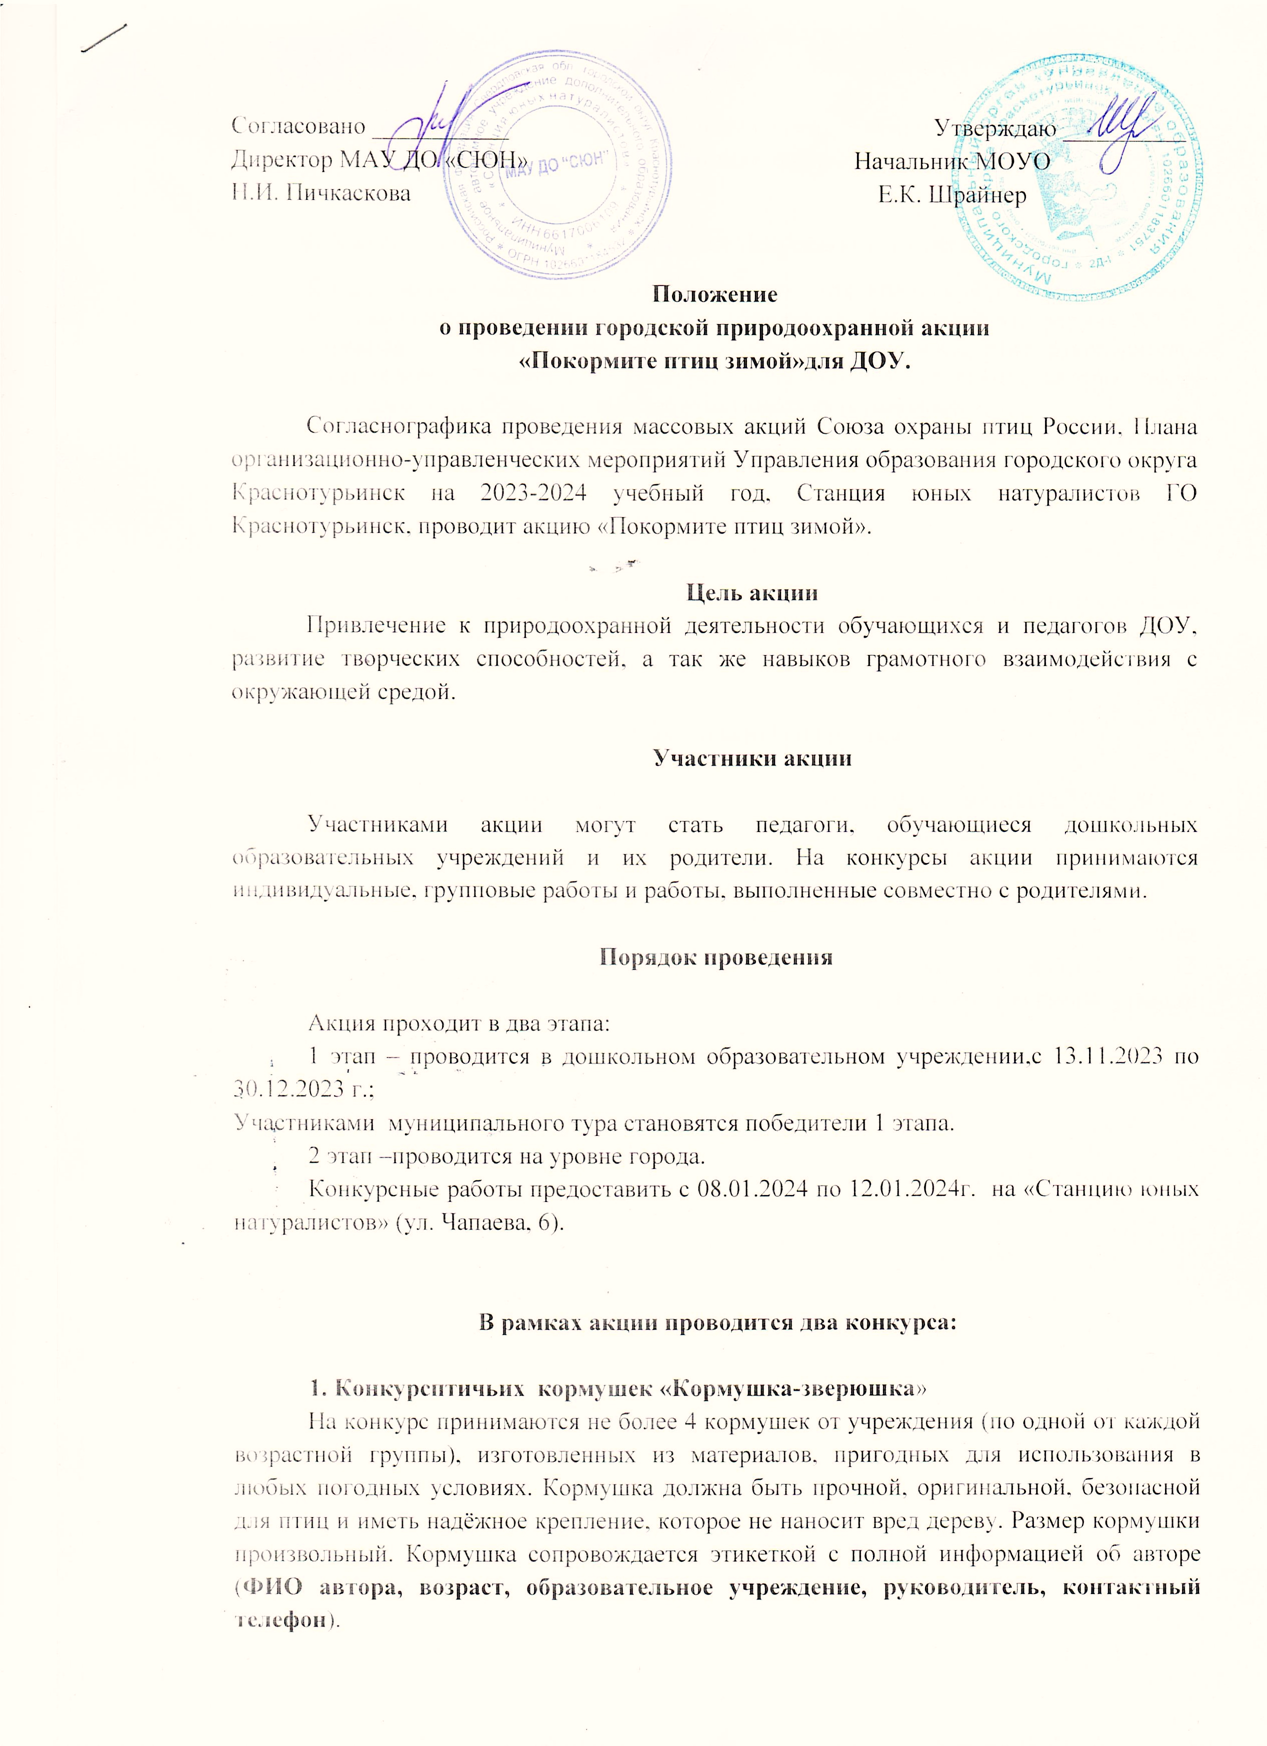 Согласовано
Директор МАУ ДО «СЮН»
Н.И. Пичкаскова
МАУ ДО "СЮН"
Утверждаю
Начальник МОУО
Е.К. Шрайнер
Положение
о проведении городской природоохранной акции
«Покормите птиц зимой»для ДОУ.
Согласнографика проведения массовых акций Союза охраны птиц России, Плана
организационно-управленческих мероприятий Управления образования городского округа
Краснотурьинск на 2023-2024 учебный год, Станция юных натуралистов ГО
Краснотурьинск, проводит акцию «Покормите птиц зимой».
Цель акции
Привлечение к природоохранной деятельности обучающихся и педагогов ДОУ,
развитие творческих способностей, а так же навыков грамотного взаимодействия с
окружающей средой.
Участники акции
Участниками акции могут стать педагоги, обучающиеся дошкольных
образовательных учреждений и их родители. На конкурсы акции принимаются
индивидуальные, групповые работы и работы, выполненные совместно с родителями.
Порядок проведения
Акция проходит в два этапа:
1 этап – проводится в дошкольном образовательном учреждении,с 13.11.2023 по
30.12.2023 г.;
Участниками муниципального тура становятся победители 1 этапа.
2 этап –проводится на уровне города.
Конкурсные работы предоставить с 08.01.2024 по 12.01.2024г. на «Станцию юных
натуралистов» (ул. Чапаева, 6).
В рамках акции проводится два конкурса:
1. Конкурсптичьих кормушек «Кормушка-зверюшка»
На конкурс принимаются не более 4 кормушек от учреждения (по одной от каждой
возрастной группы), изготовленных из материалов, пригодных для использования в
любых погодных условиях. Кормушка должна быть прочной, оригинальной, безопасной
для птиц и иметь надёжное крепление, которое не наносит вред дереву. Размер кормушки
произвольный. Кормушка сопровождается этикеткой с полной информацией об авторе
(ФИО автора, возраст, образовательное учреждение, руководитель, контактный
телефон).